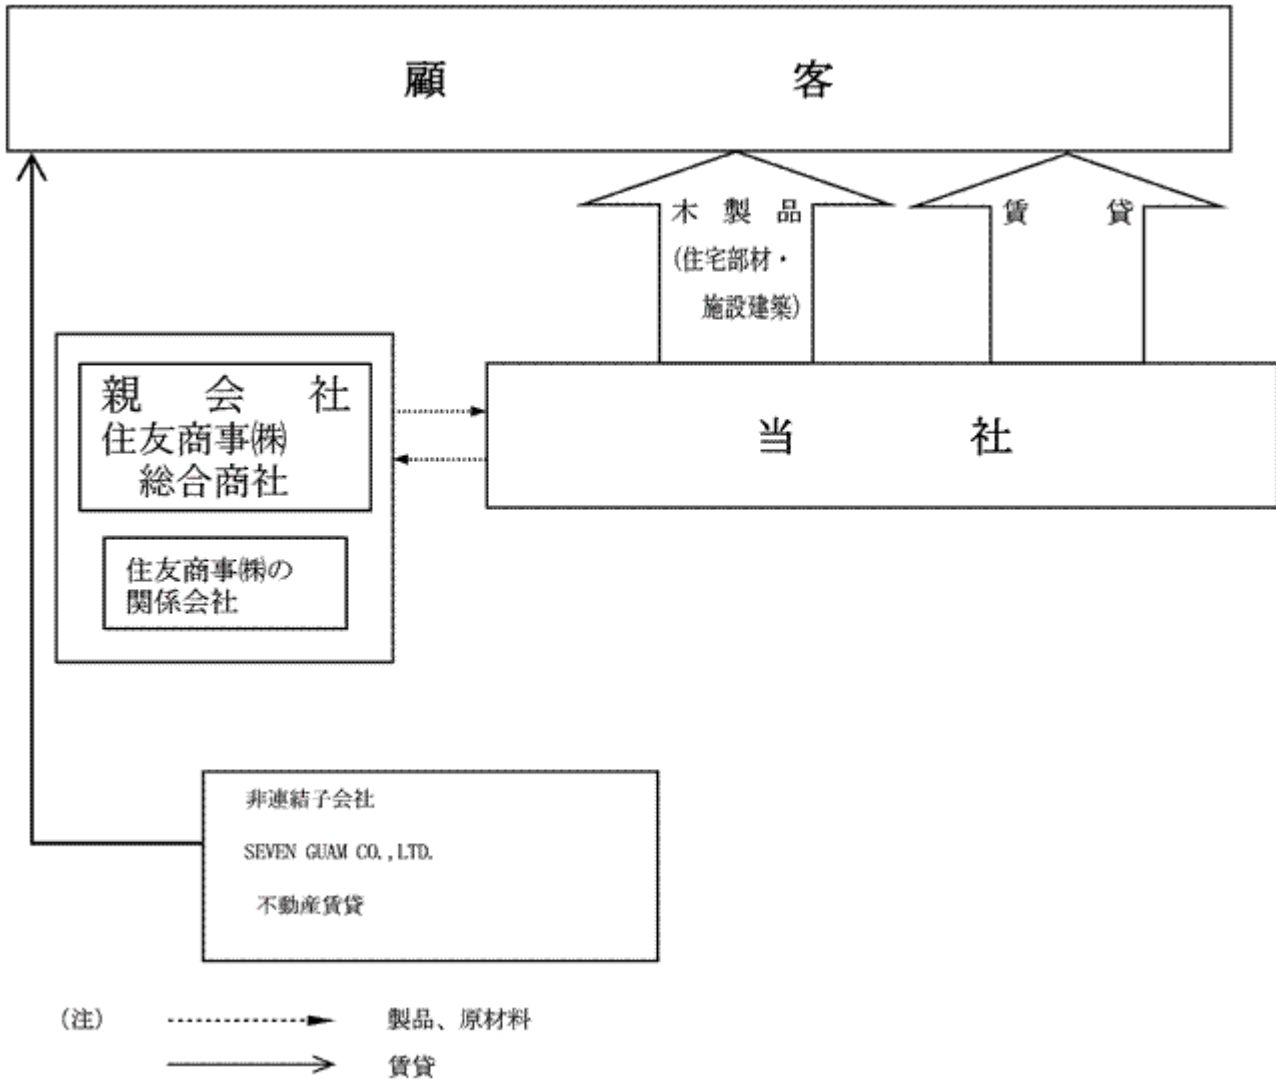 顧客
木製品
(住宅部材・
施設建築)
賃貸
親会社
住友商事㈱
総合商社
当社
住友商事㈱の
関係会社
非連結子会社
SEVEN GUAM CO.,LTD.
不動産賃貸
(注) 製品、原材料
賃貸